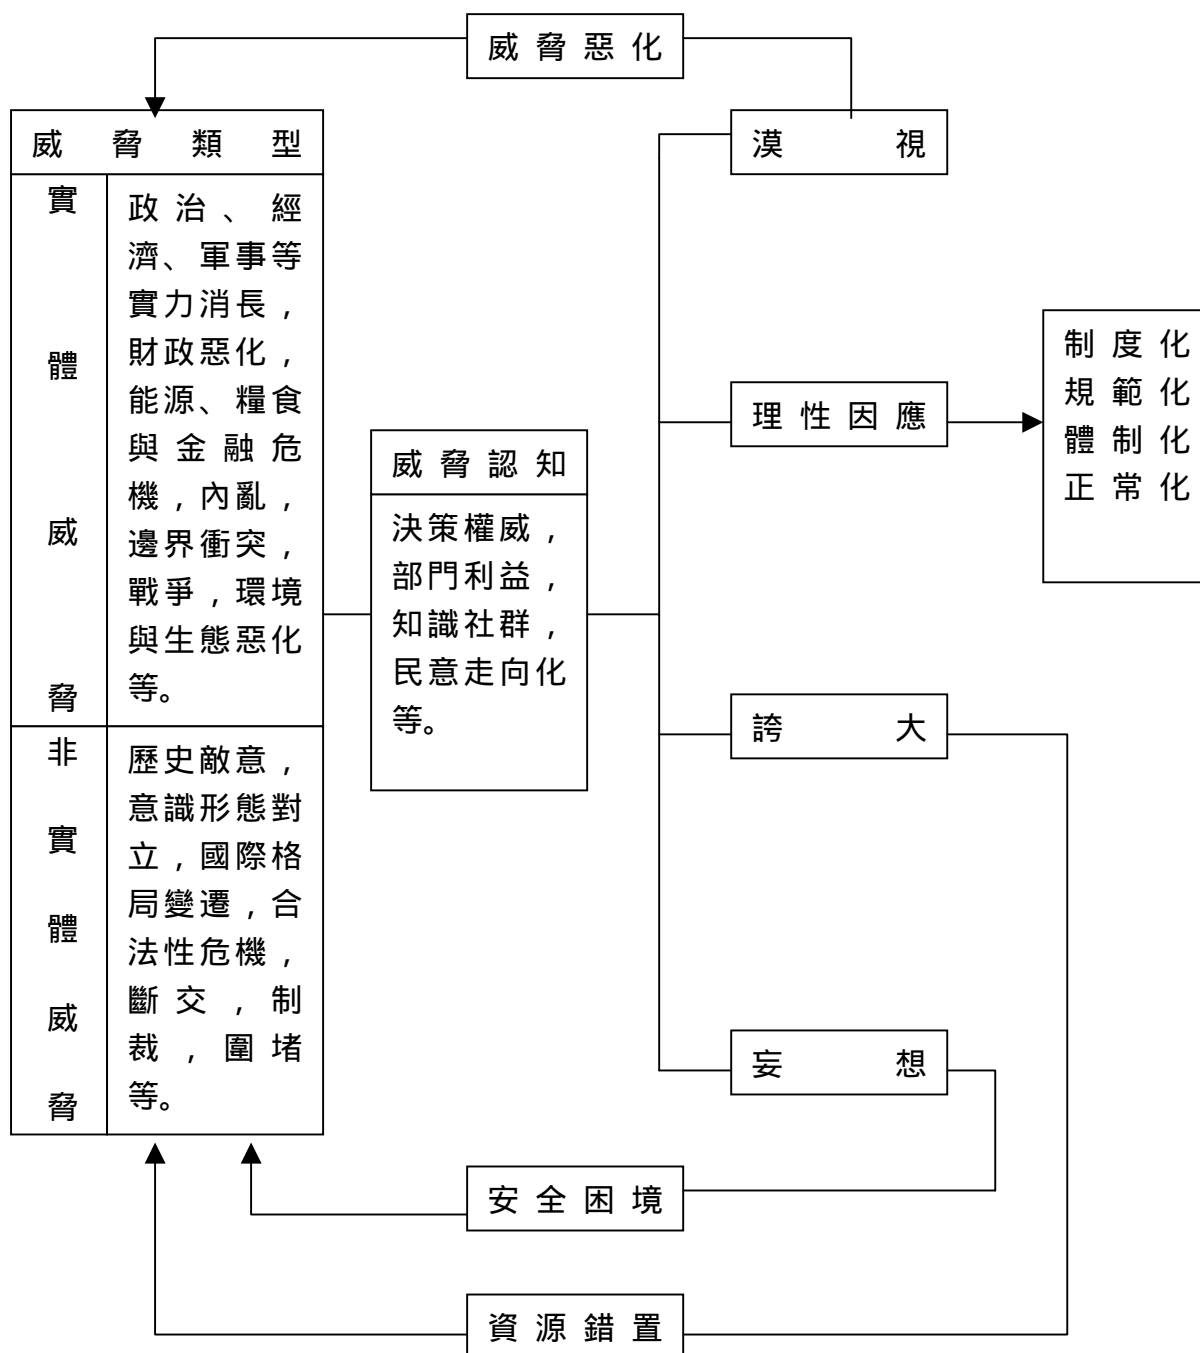 威脅惡化
威脅類型
實
體
威
脅
政治、經
濟、軍事等
實力消長，
財政惡化，
能源、糧食
與金融危
機，內亂，
邊界衝突，
戰爭，環境
與生態惡化
等。
非
實
體
威
脅
歷史敵意，
意識形態對
立，國際格
局變遷，合
法性危機，
斷交，制
裁，圍堵
等。
威脅認知
決策權威，
部門利益，
知識社群，
民意走向化
等。
漠視
理性因應
制度化
規範化
體制化
正常化
誇大
妄想
安全困境
資源錯置